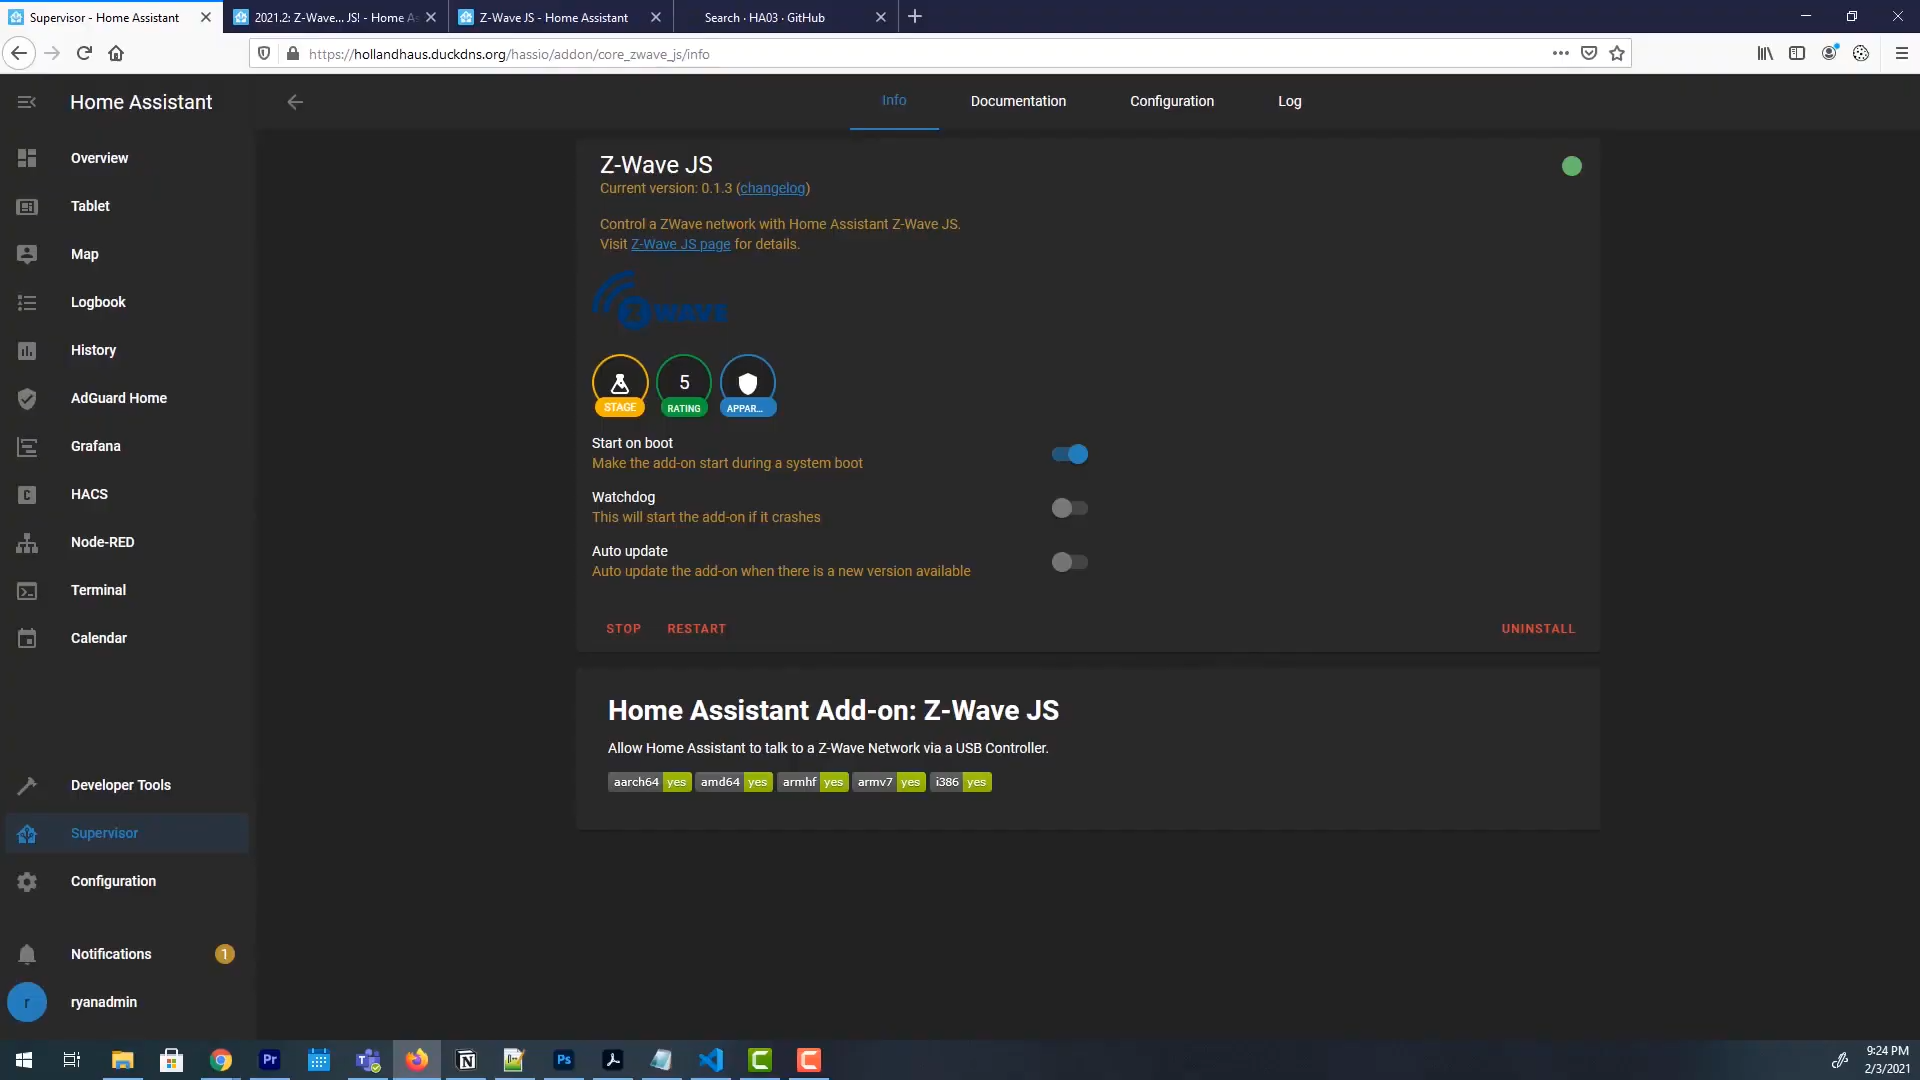 Supervisor - Home Assistant
2021.2: Z-Wave... JS! - Home As
Z-Wave JS - Home Assistant
Search · HA03 · GitHub
https://hollandhaus.duckdns.org/hassio/addon/core_zwave_js/info
Home Assistant
Info
Documentation
Configuration
Log
Overview
Tablet
Map
Logbook
History
AdGuard Home
Grafana
HACS
Node-RED
Terminal
Calendar
Developer Tools
Supervisor
Configuration
Notifications
1
r
ryanadmin
Z-Wave JS
Current version: 0.1.3 (changelog)
Control a ZWave network with Home Assistant Z-Wave JS.
Visit Z-Wave JS page for details.
WAVE
STAGE
5
RATING
APPAR...
Start on boot
Make the add-on start during a system boot
Watchdog
This will start the add-on if it crashes
Auto update
Auto update the add-on when there is a new version available
STOP
RESTART
UNINSTALL
Home Assistant Add-on: Z-Wave JS
Allow Home Assistant to talk to a Z-Wave Network via a USB Controller.
aarch64 yes amd64 yes armhf yes armv7 yes i386 yes
Pr
Ps
9:24 PM
2/3/2021